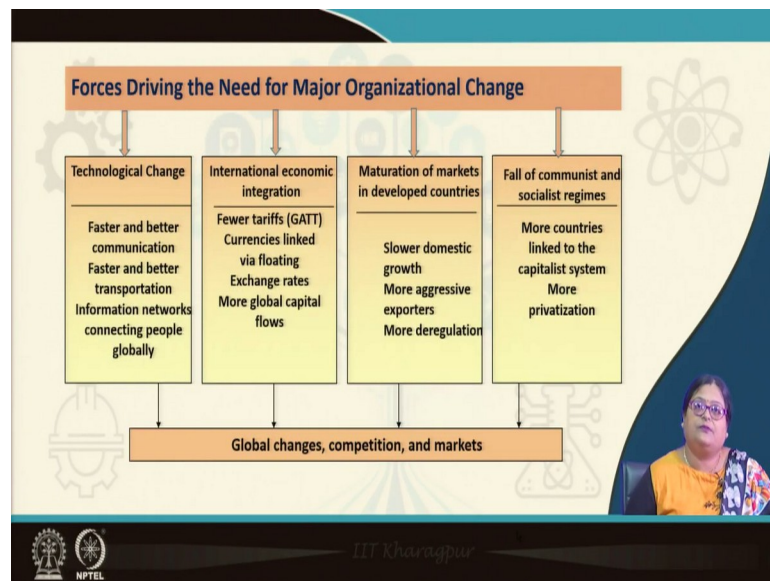 Forces Driving the Need for Major Organizational Change
Technological Change
Faster and better
communication
Faster and better
transportation
Information networks
connecting people
globally
International economic
integration
Fewer tariffs (GATT)
Currencies linked
via floating
Exchange rates
More global capital
flows
Maturation of markets
in developed countries
Slower domestic
growth
More aggressive
exporters
More deregulation
Fall of communist and
socialist regimes
More countries
linked to the
capitalist system
More
privatization
Global changes, competition, and markets
NPTEL
IIT Kharagpur